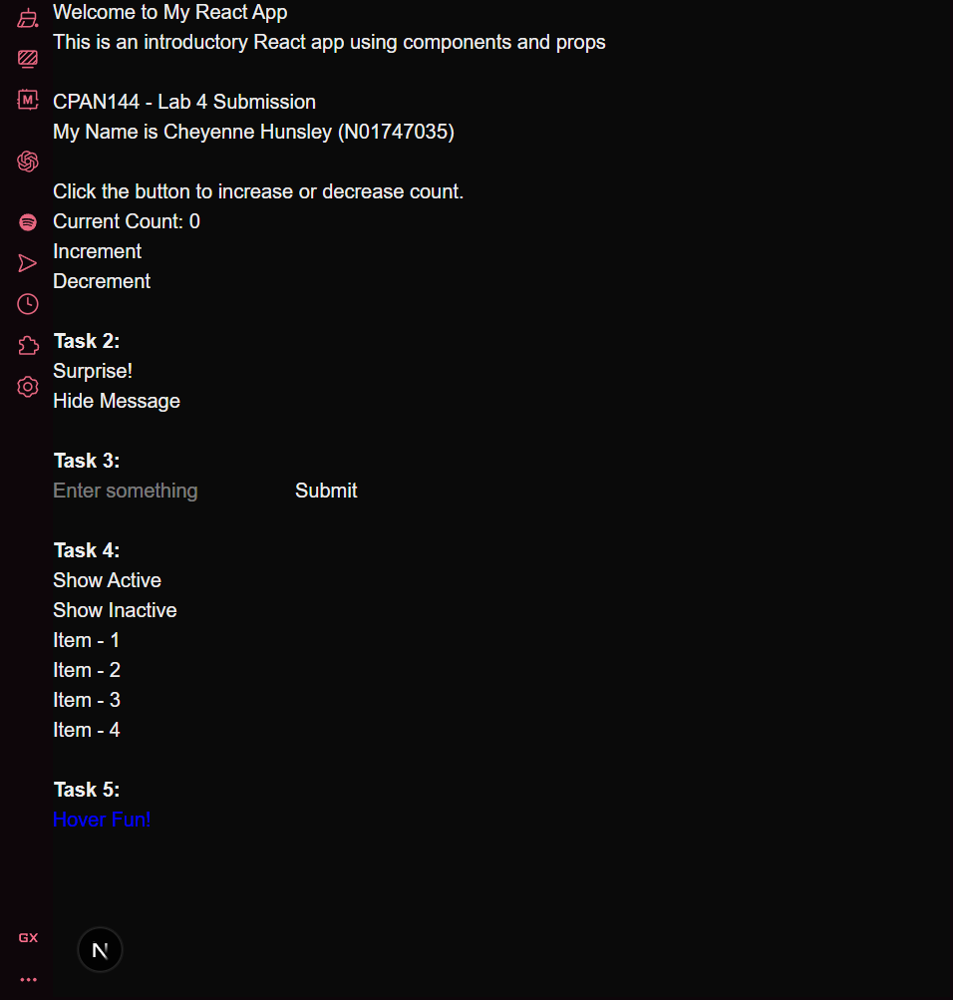 Welcome to My React App
This is an introductory React app using components and props
CPAN144 - Lab 4 Submission
My Name is Cheyenne Hunsley (N01747035)
Click the button to increase or decrease count.
Current Count: 0
Increment
Decrement
Task 2:
Surprise!
Hide Message
Task 3:
Enter something Submit
Task 4:
Show Active
Show Inactive
Item - 1
Item - 2
Item - 3
Item - 4
Task 5:
Hover Fun!
M
GX
N